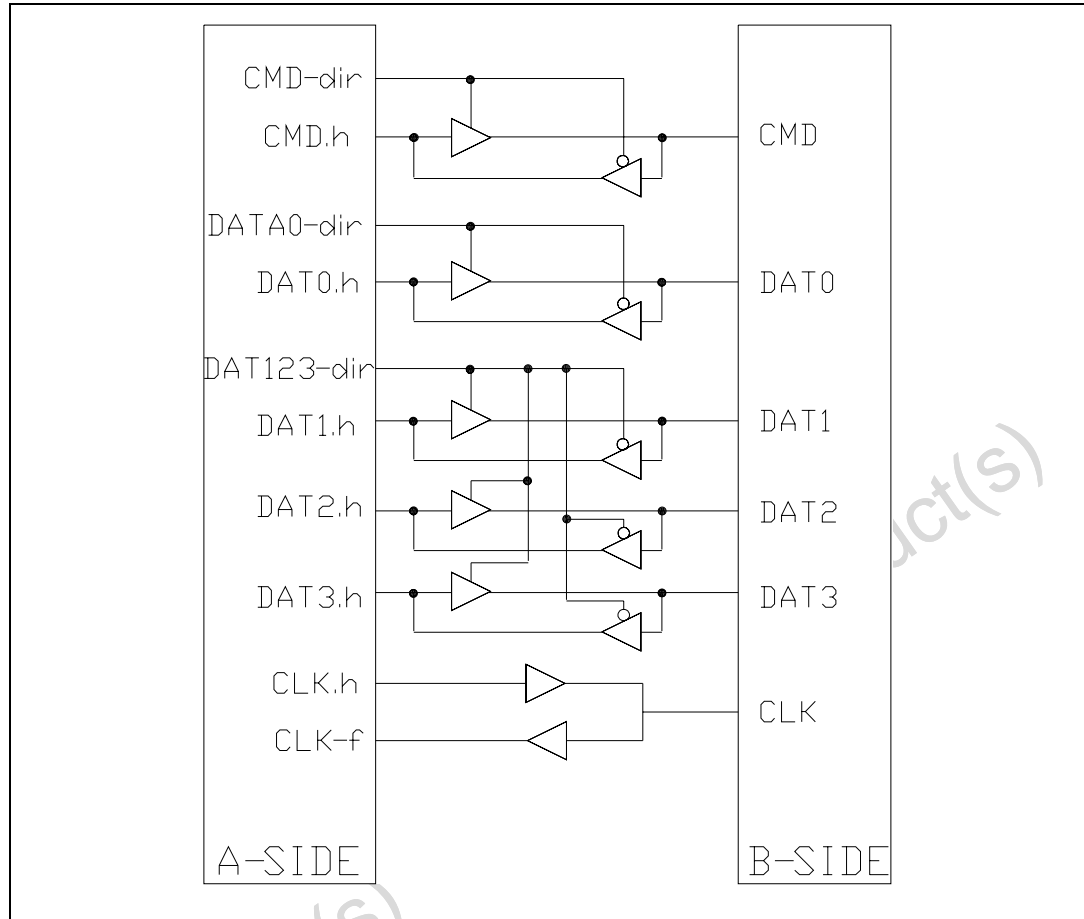 CMD-dir
CMD.h
CMD
DATA0-dir
DAT0.h
DAT0
DAT123-dir
DAT1.h
DAT1
DAT2.h
DAT2
DAT3.h
DAT3
CLK.h
CLK
CLK-f
A-SIDE
B-SIDE
uct(s)
(s)